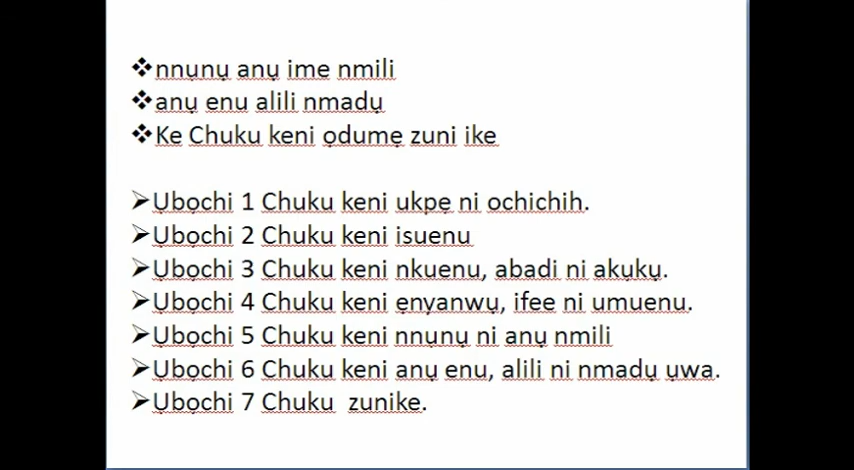 ❖nnụnụ anụ ime nmili
❖anụ enu alili nmadụ
❖Ke Chuku keni ọdumẹ zuni ike
➢Ụbọchi 1 Chuku keni ukpẹ ni ochichih.
➢Ụbọchi 2 Chuku keni isuenu
➢Ụbọchi 3 Chuku keni nkuenu, abadi ni akụkụ.
➢Ụbọchi 4 Chuku keni ẹnyanwụ, ifee ni umuenu.
➢Ụbọchi 5 Chuku keni nnụnụ ni anụ nmili
➢Ụbọchi 6 Chuku keni anụ enu, alili ni nmadụ ụwa.
➢Ụbọchi 7 Chuku zunike.